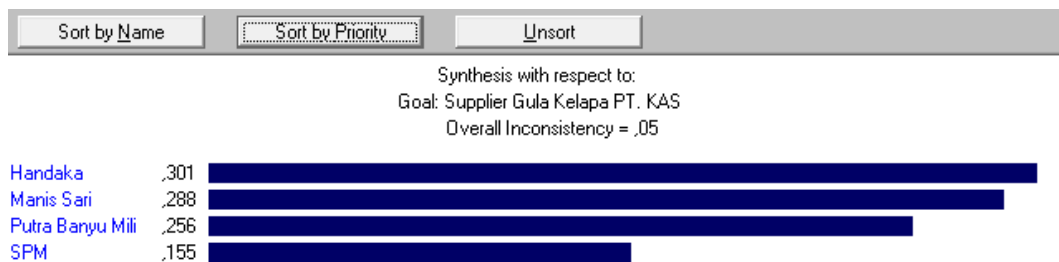 Sort by Name Sort by Priority Unsort
Synthesis with respect to:
Goal: Supplier Gula Kelapa PT. KAS
Overall Inconsistency = ,05
Handaka ,301
Manis Sari ,288
Putra Banyu Mili ,256
SPM ,155